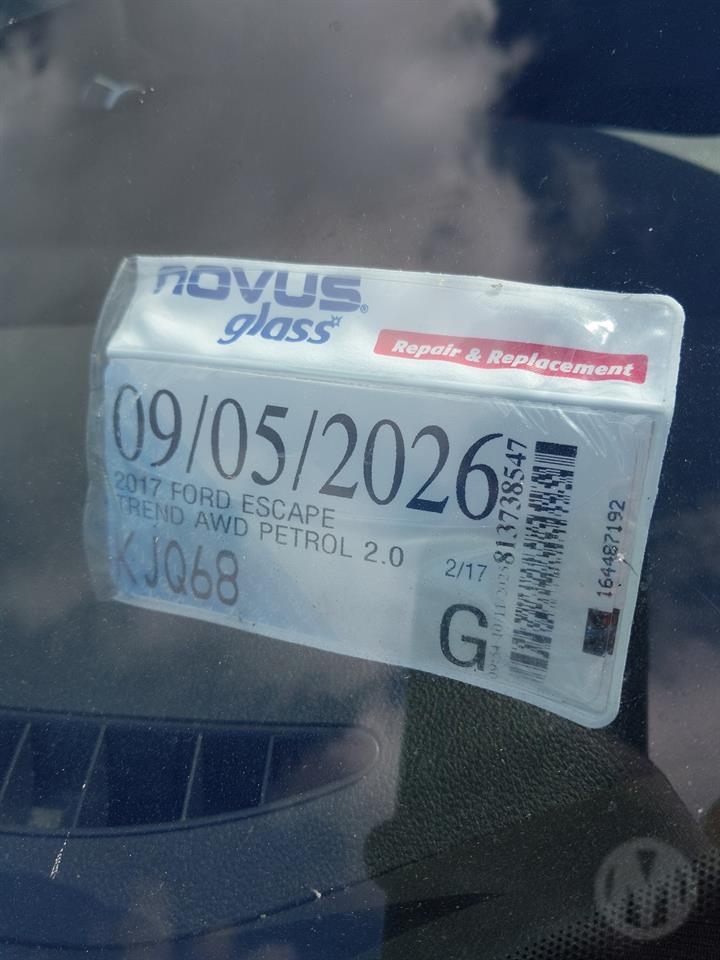 novus
glass
Repair & Replacement
09/05/2026
2017 FORD ESCAPE
TREND AWD PETROL 2.0
KJQ68
2/17
G
813738547
164487192